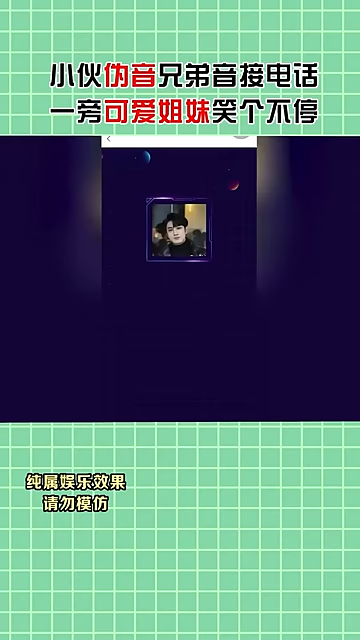 小伙伪音兄弟音接电话
一旁可爱姐妹笑个不停
纯属娱乐效果
请勿模仿